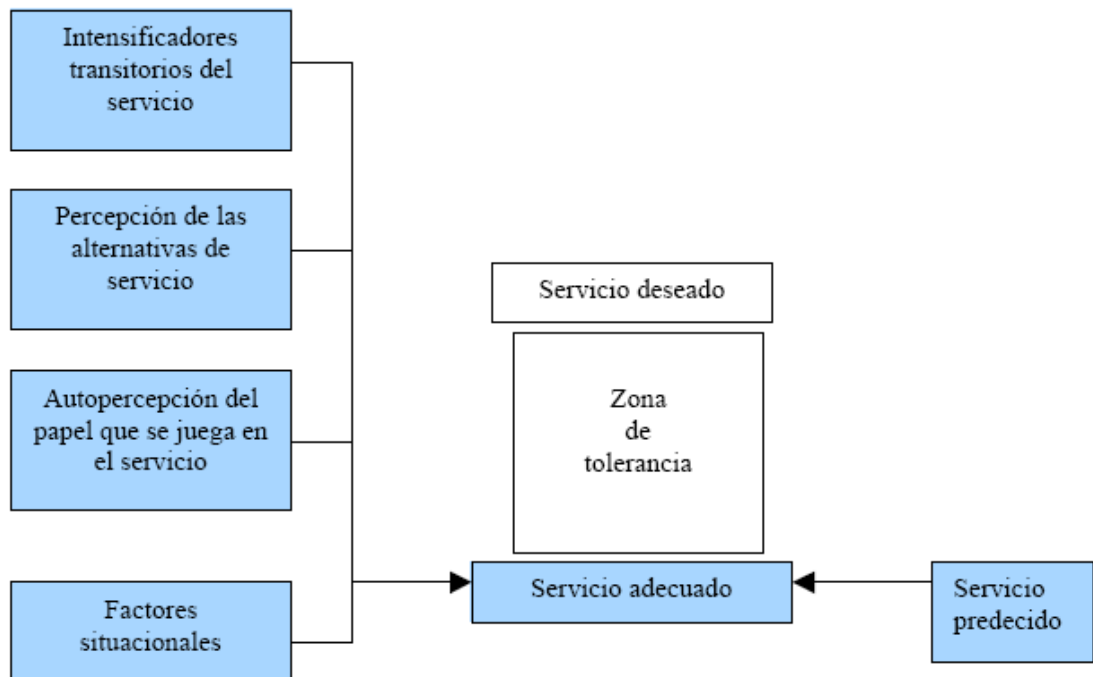 Intensificadores
transitorios del
servicio
Percepción de las
alternativas de
servicio
Autopercepción del
papel que se juega en
el servicio
Factores
situacionales
Servicio deseado
Zona
de
tolerancia
Servicio adecuado
Servicio
predecido